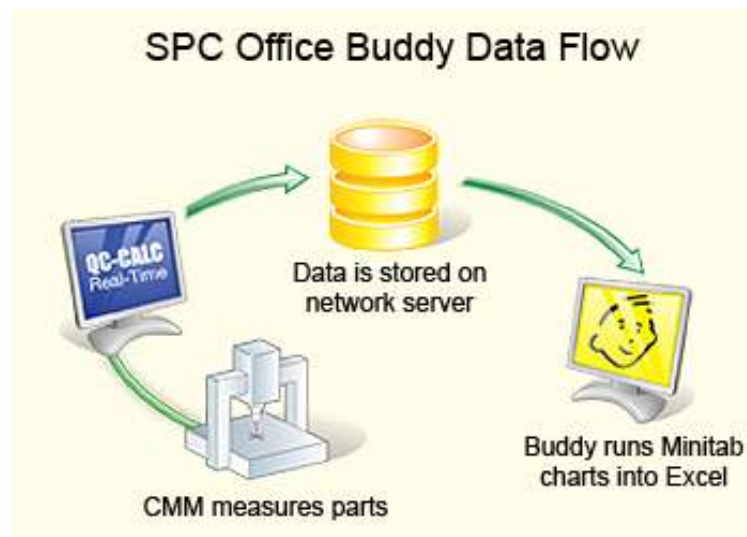 SPC Office Buddy Data Flow
QC-CALC
Real-Time
Data is stored on
network server
CMM measures parts
Buddy runs Minitab
charts into Excel